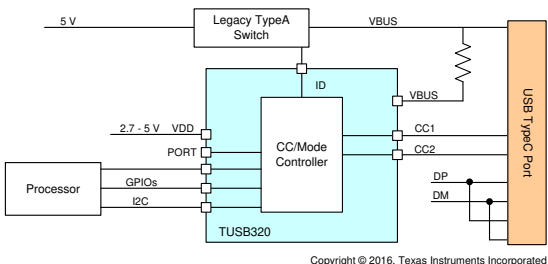 5 V
Legacy TypeA
Switch
VBUS
ID
VBUS
2.7 - 5 V VDD
PORT
CC/Mode
Controller
CC1
CC2
USB TypeC Port
Processor
GPIOs
I2C
DP
DM
TUSB320
Copyright © 2016, Texas Instruments Incorporated